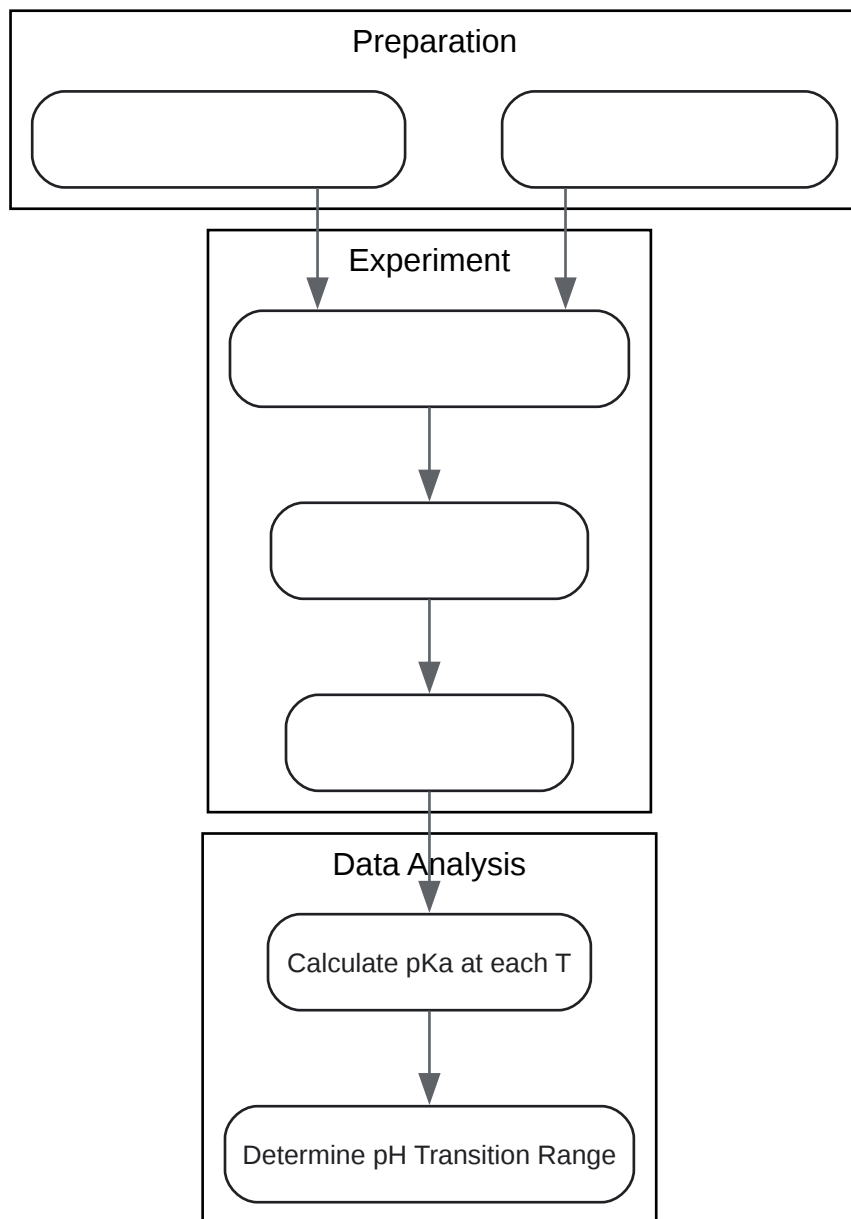 Preparation
Experiment
Data Analysis
Calculate pKa at each T
Determine pH Transition Range